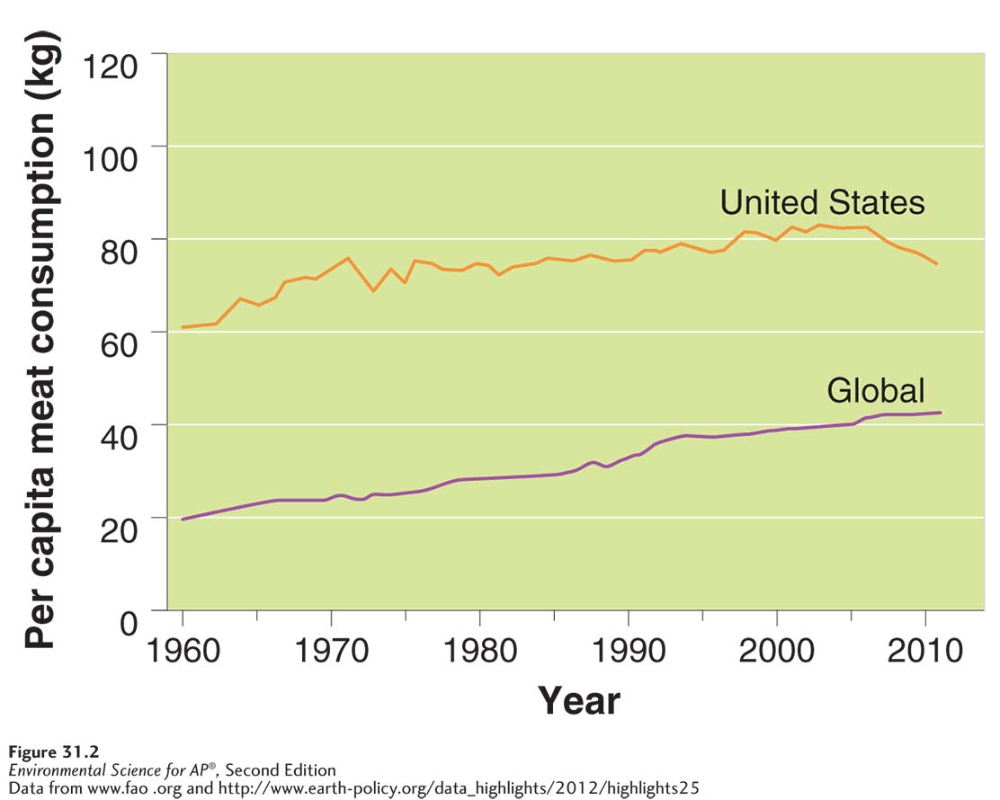 Per capita meat consumption (kg)
120
100
80
60
40
20
0
United States
Global
1960 1970 1980 1990 2000 2010
Year
Figure 31.2
Environmental Science for AP®, Second Edition
Data from www.fao .org and http://www.earth-policy.org/data_highlights/2012/highlights25